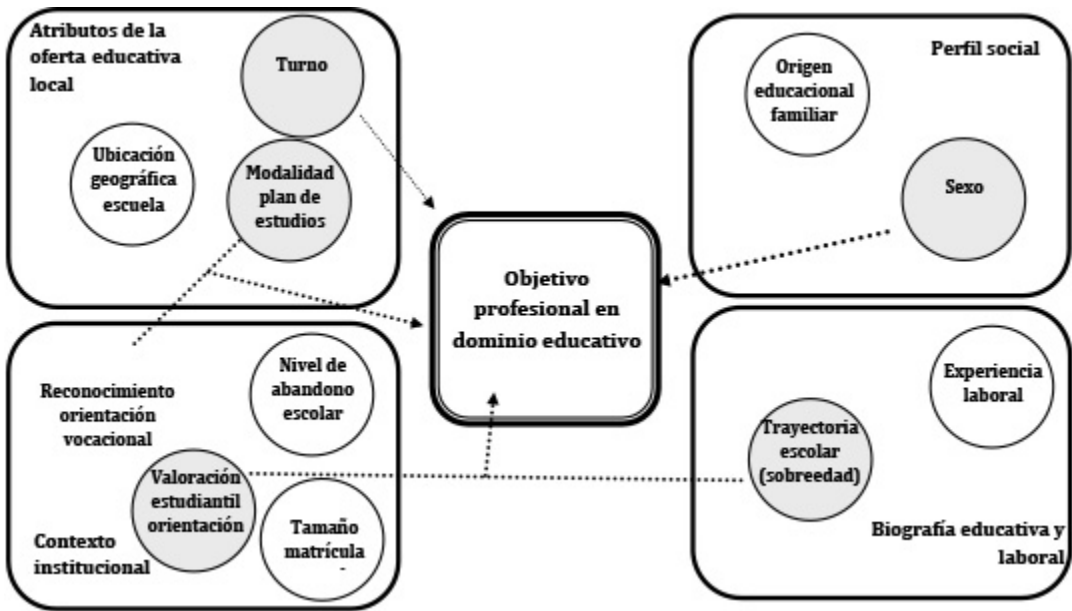 Atributos de la
oferta educativa
local
Turno
Ubicación
geográfica
escuela
Modalidad
plan de
estudios
Perfil social
Origen
educacional
familiar
Sexo
Objetivo
profesional en
dominio educativo
Nivel de
abandono
escolar
Reconocimiento
orientación
vocacional
Valoración
estudiantil
orientación
Tamaño
matrícula
Contexto
institucional
Experiencia
laboral
Trayectoria
escolar
(sobreedad)
Biografía educativa y
laboral